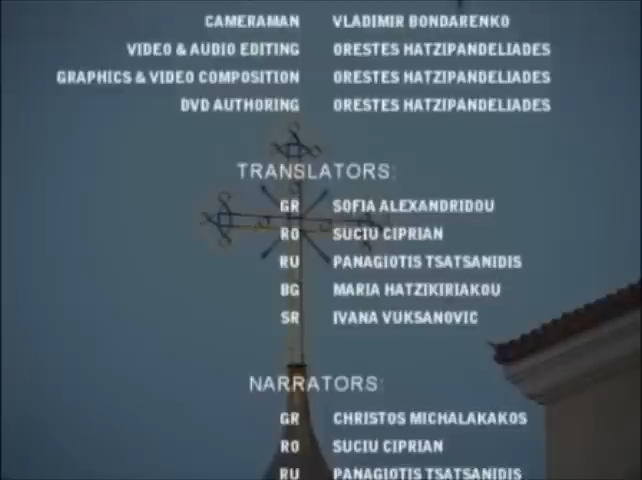 CAMERAMAN VLADIMIR BONDARENKO
VIDEO & AUDIO EDITING ORESTES HATZIPANDELIADES
GRAPHICS & VIDEO COMPOSITION ORESTES HATZIPANDELIADES
DVD AUTHORING ORESTES HATZIPANDELIADES
TRANSLATORS:
GR SOFIA ALEXANDRIDOU
RO SUCIU CIPRIAN
RU PANAGIOTIS TSATSANIDIS
BG MARIA HATZIKIRIAKOU
SR IVANA VUKSANOVIC
NARRATORS:
GR CHRISTOS MICHALAKAKOS
RO SUCIU CIPRIAN
RU PANAGIOTIS TSATSANIDIS